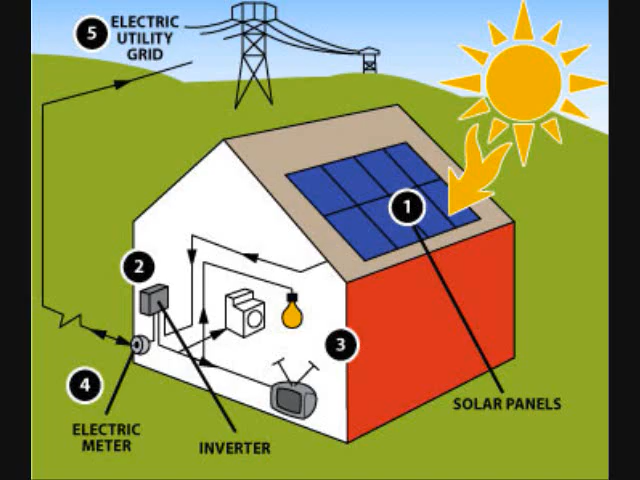 5
ELECTRIC
UTILITY
GRID
1
2
3
4
SOLAR PANELS
ELECTRIC
METER
INVERTER